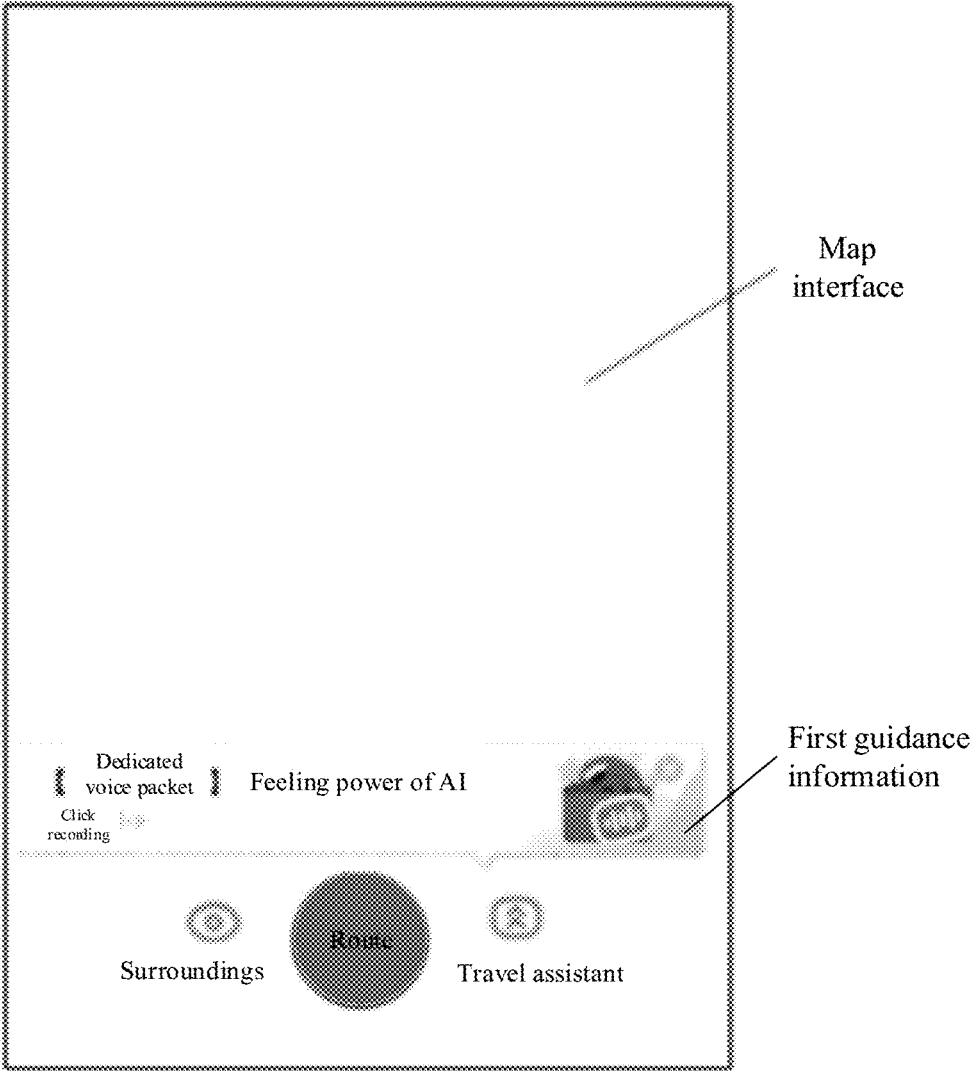 Map
interface
First guidance
information
Dedicated
voice packet
Feeling power of AI
Click
recording
Route
Surroundings
Travel assistant